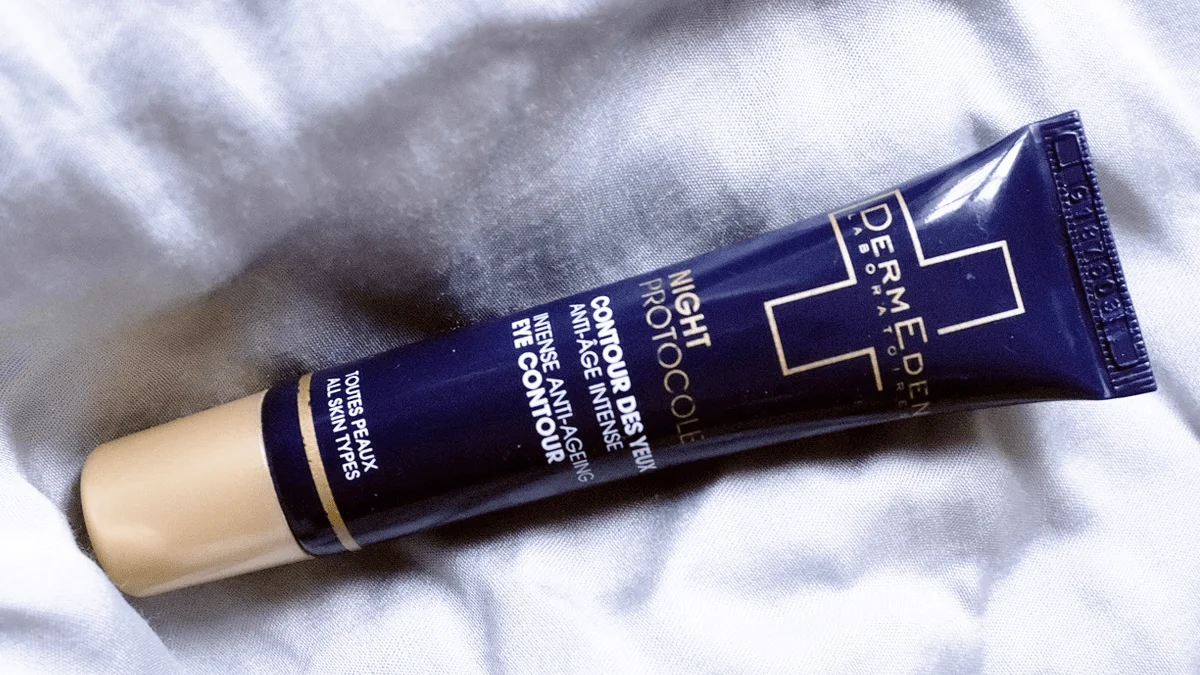 DERMEDEN
LABORATOIRE
NIGHT
PROTOCOLE
CONTOUR DES YEUX
ANTI-ÂGE INTENSE
INTENSE ANTI-AGEING
EYE CONTOUR
TOUTES PEAUX
ALL SKIN TYPES